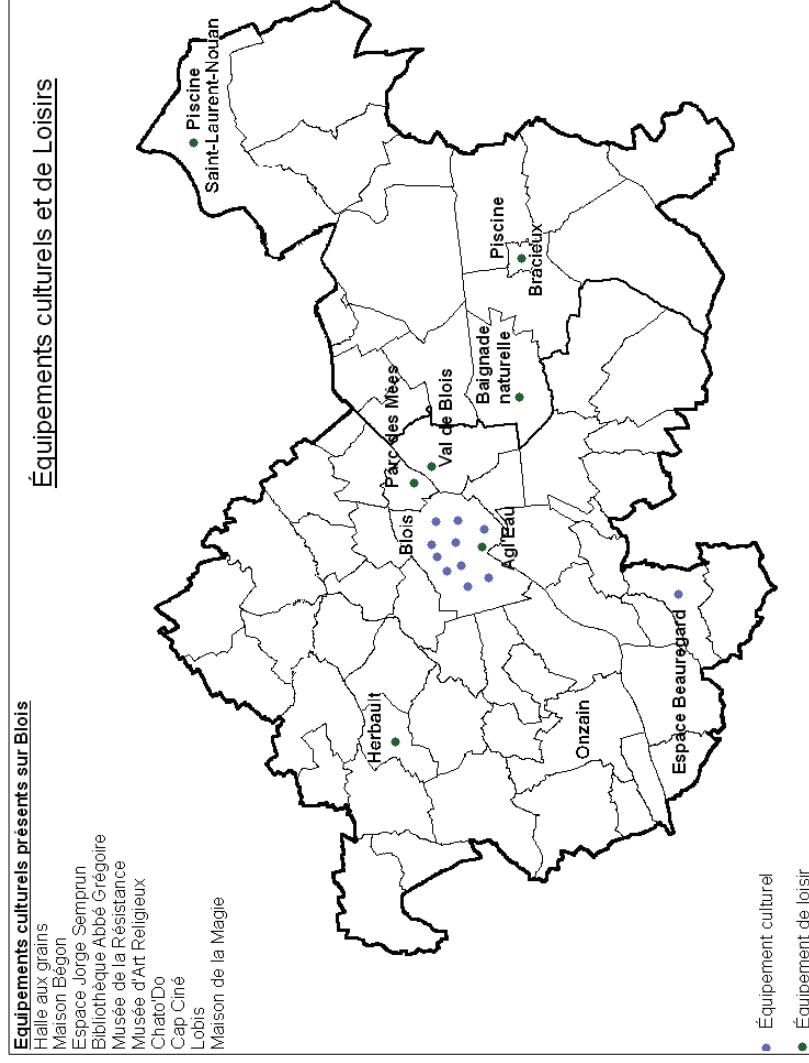 Équipements culturels et de Loisirs
Equipements culturels présents sur Blois
Halle aux grains
Maison Bégon
Espace Jorge Semprun
Bibliothèque Abbé Grégoire
Musée de la Résistance
Musée d'Art Religieux
Chato'Do
Cap Ciné
Lobis
Maison de la Magie
Piscine
Saint-Laurent-Nouan
Parc des Mées
Blois
Val de Blois
Herbault
Baignade
naturelle
Piscine
Bracieux
Agl'Eau
Onzain
Espace Beauregard
Équipement culturel
Équipement de loisir